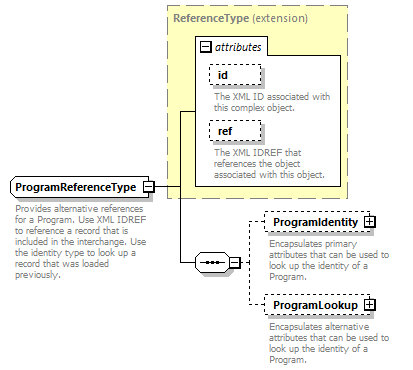 ReferenceType (extension)
attributes
id
The XML ID associated with
this complex object.
ref
The XML IDREF that
references the object
associated with this object.
ProgramReferenceType
Provides alternative references
for a Program. Use XML IDREF
to reference a record that is
included in the interchange. Use
the identity type to look up a
record that was loaded
previously.
ProgramIdentity
Encapsulates primary
attributes that can be used to
look up the identity of a
Program.
ProgramLookup
Encapsulates alternative
attributes that can be used to
look up the identity of a
Program.